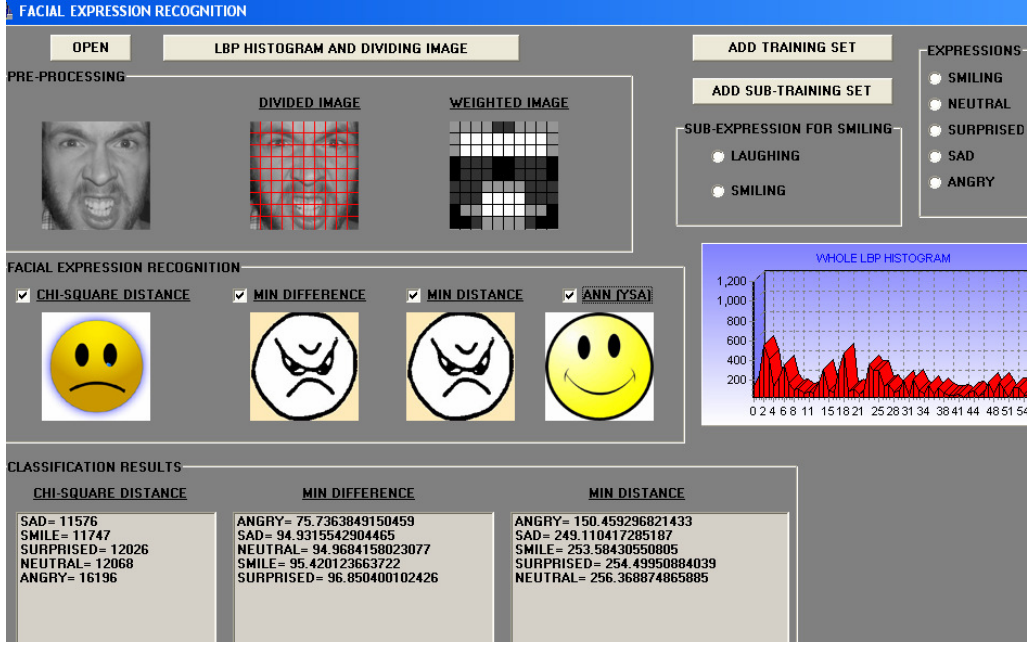 FACIAL EXPRESSION RECOGNITION
OPEN
LBP HISTOGRAM AND DIVIDING IMAGE
ADD TRAINING SET
ADD SUB-TRAINING SET
EXPRESSIONS
SMILING
NEUTRAL
SURPRISED
SAD
ANGRY
PRE-PROCESSING
DIVIDED IMAGE
WEIGHTED IMAGE
SUB-EXPRESSION FOR SMILING
LAUGHING
SMILING
FACIAL EXPRESSION RECOGNITION
CHI-SQUARE DISTANCE
MIN DIFFERENCE
MIN DISTANCE
ANN (YSA)
WHOLE LBP HISTOGRAM
1,200
1,000
800
600
400
200
0 2 4 6 8 11 15 18 21 25 28 31 34 38 41 44 48 51 54
CLASSIFICATION RESULTS
CHI-SQUARE DISTANCE
SAD= 11576
SMILE= 11747
SURPRISED= 12026
NEUTRAL= 12068
ANGRY= 16196
MIN DIFFERENCE
ANGRY= 75.7363849150459
SAD= 94.9315542904465
NEUTRAL= 94.9684158023077
SMILE= 95.420123663722
SURPRISED= 96.850400102426
MIN DISTANCE
ANGRY= 150.459296821433
SAD= 249.110417285187
SMILE= 253.58430550805
SURPRISED= 254.49950884039
NEUTRAL= 256.368874865885